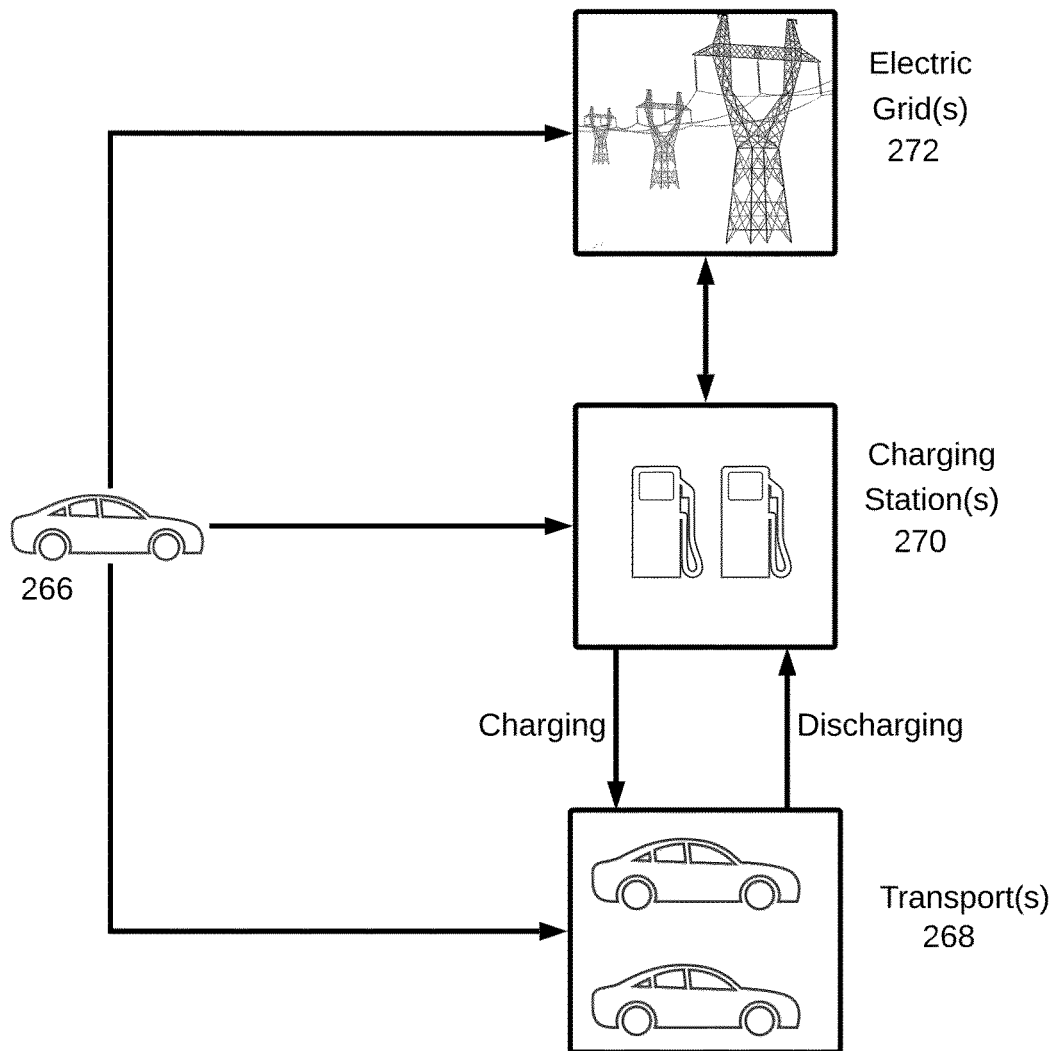 Electric
Grid(s)
272
Charging
Station(s)
270
266
Charging
Discharging
Transport(s)
268